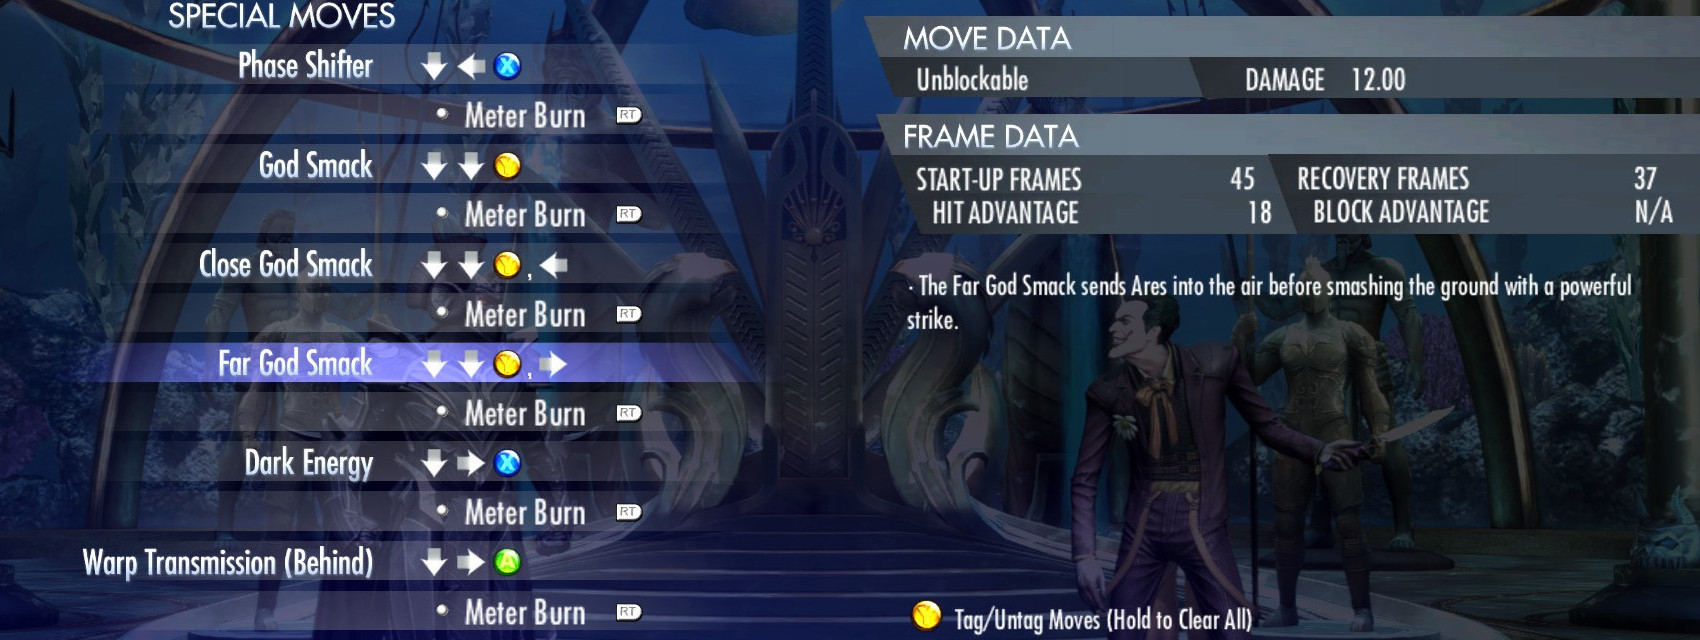 SPECIAL MOVES
Phase Shifter X
Meter Burn RT
God Smack Y
Meter Burn RT
Close God Smack Y ,
Meter Burn RT
Far God Smack Y ,
Meter Burn RT
Dark Energy X
Meter Burn RT
Warp Transmission (Behind) A
Meter Burn RT
MOVE DATA
Unblockable DAMAGE 12.00
FRAME DATA
START-UP FRAMES 45 RECOVERY FRAMES 37
HIT ADVANTAGE 18 BLOCK ADVANTAGE N/A
· The Far God Smack sends Ares into the air before smashing the ground with a powerful
strike.
Y Tag/Untag Moves (Hold to Clear All)